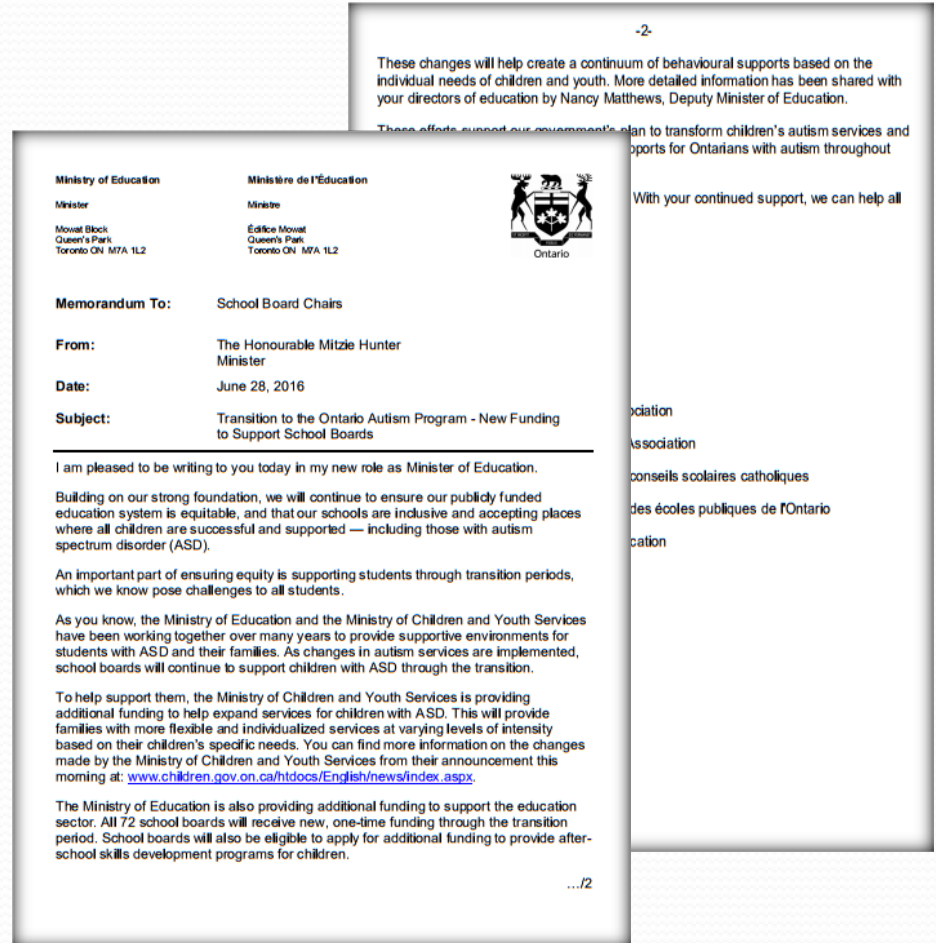 Ministry of Education
Minister
Mowat Block
Queen's Park
Toronto ON  M7A 1L2
Ministère de l'Éducation
Ministre
Édifice Mowat
Queen's Park
Toronto ON  M7A 1L2
Ontario
Memorandum To: School Board Chairs
From: The Honourable Mitzie Hunter
Minister
Date: June 28, 2016
Subject: Transition to the Ontario Autism Program - New Funding
to Support School Boards
I am pleased to be writing to you today in my new role as Minister of Education.
Building on our strong foundation, we will continue to ensure our publicly funded
education system is equitable, and that our schools are inclusive and accepting places
where all children are successful and supported — including those with autism
spectrum disorder (ASD).
An important part of ensuring equity is supporting students through transition periods,
which we know pose challenges to all students.
As you know, the Ministry of Education and the Ministry of Children and Youth Services
have been working together over many years to provide supportive environments for
students with ASD and their families. As changes in autism services are implemented,
school boards will continue to support children with ASD through the transition.
To help support them, the Ministry of Children and Youth Services is providing
additional funding to help expand services for children with ASD. This will provide
families with more flexible and individualized services at varying levels of intensity
based on their children's specific needs. You can find more information on the changes
made by the Ministry of Children and Youth Services from their announcement this
morning at: www.children.gov.on.ca/htdocs/English/news/index.aspx.
The Ministry of Education is also providing additional funding to support the education
sector. All 72 school boards will receive new, one-time funding through the transition
period. School boards will also be eligible to apply for additional funding to provide after-
school skills development programs for children.
.../2
-2-
These changes will help create a continuum of behavioural supports based on the
individual needs of children and youth. More detailed information has been shared with
your directors of education by Nancy Matthews, Deputy Minister of Education.
These efforts support our government's plan to transform children's autism services and
for Ontarians with autism throughout
With your continued support, we can help all
conseils scolaires catholiques
des écoles publiques de l'Ontario